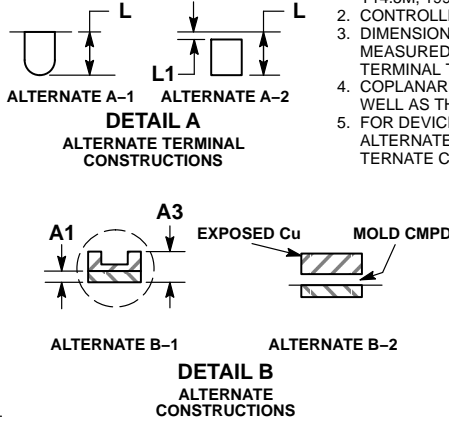 L
L
L1
ALTERNATE A–1
ALTERNATE A–2
DETAIL A
ALTERNATE TERMINAL
CONSTRUCTIONS
2. CONTROLLI
3. DIMENSION
MEASURED
TERMINAL T
4. COPLANAR
WELL AS TH
5. FOR DEVIC
ALTERNATE
TERNATE C
A1
A3
EXPOSED Cu
MOLD CMPD
ALTERNATE B–1
ALTERNATE B–2
DETAIL B
ALTERNATE
CONSTRUCTIONS